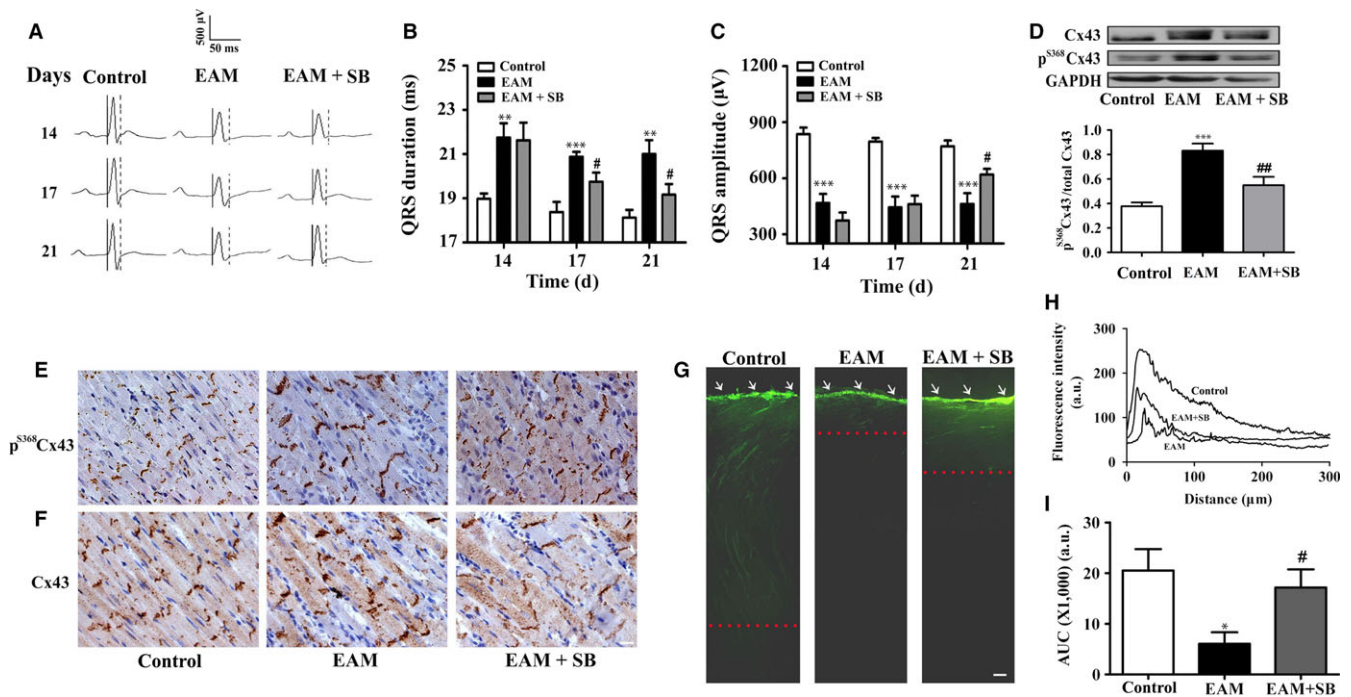 A
500 µV
50 ms
Days Control EAM EAM + SB
14
17
21
B
QRS duration (ms)
25
23
21
19
17
Control
EAM
EAM + SB
** *** # ** #
14 17 21
Time (d)
C
QRS amplitude (µV)
1200
900
600
300
Control
EAM
EAM + SB
*** *** *** #
14 17 21
Time (d)
D
Cx43
pS368Cx43
GAPDH
Control EAM EAM + SB
pS368Cx43/total Cx43
1.0
0.8
0.6
0.4
0.2
0.0
*** ##
Control EAM EAM+SB
E
pS368Cx43
F
Cx43
Control EAM EAM + SB
G
Control EAM EAM + SB
H
Fluorescence intensity
(a.u.)
300
200
100
0
Control
EAM+SB
EAM
0 100 200 300
Distance (µm)
I
AUC (X1,000) (a.u.)
30
20
10
0
* #
Control EAM EAM+SB